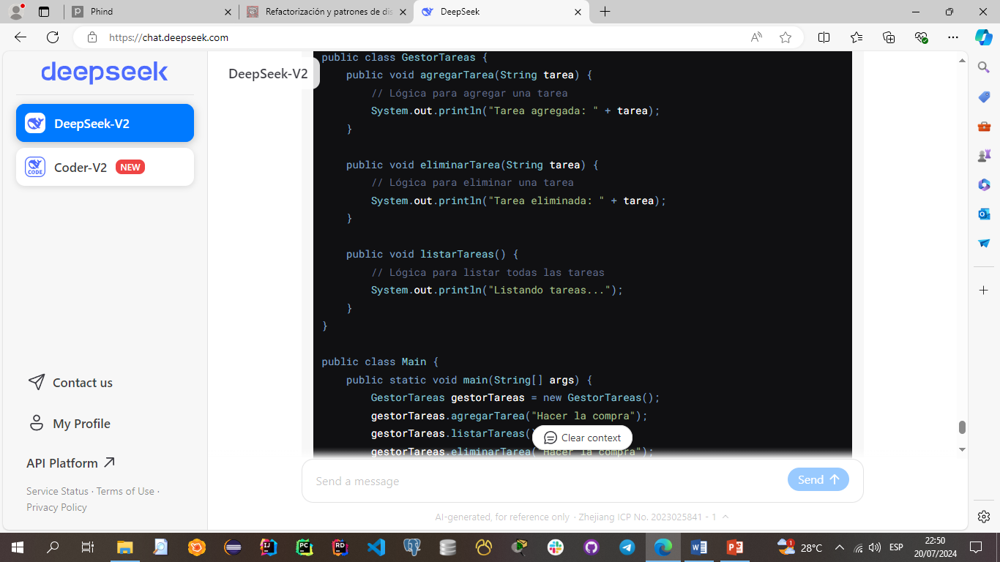 Phind
Refactorización y patrones de dis
DeepSeek
https://chat.deepseek.com
deepseek
DeepSeek-V2
Coder-V2 NEW
CODE
Contact us
My Profile
API Platform
Service Status · Terms of Use ·
Privacy Policy
DeepSeek-V2
public class GestorTareas {
public void agregarTarea(String tarea) {
// Lógica para agregar una tarea
System.out.println("Tarea agregada: " + tarea);
}
public void eliminarTarea(String tarea) {
// Lógica para eliminar una tarea
System.out.println("Tarea eliminada: " + tarea);
}
public void listarTareas() {
// Lógica para listar todas las tareas
System.out.println("Listando tareas...");
}
}
public class Main {
public static void main(String[] args) {
GestorTareas gestorTareas = new GestorTareas();
gestorTareas.agregarTarea("Hacer la compra");
gestorTareas.listarTareas(
gestorTareas.eliminarTarea("Hacer la compra");
Clear context
Send a message
Send
AI-generated, for reference only · Zhejiang ICP No. 2023025841 - 1
28°C
ESP
22:50
20/07/2024